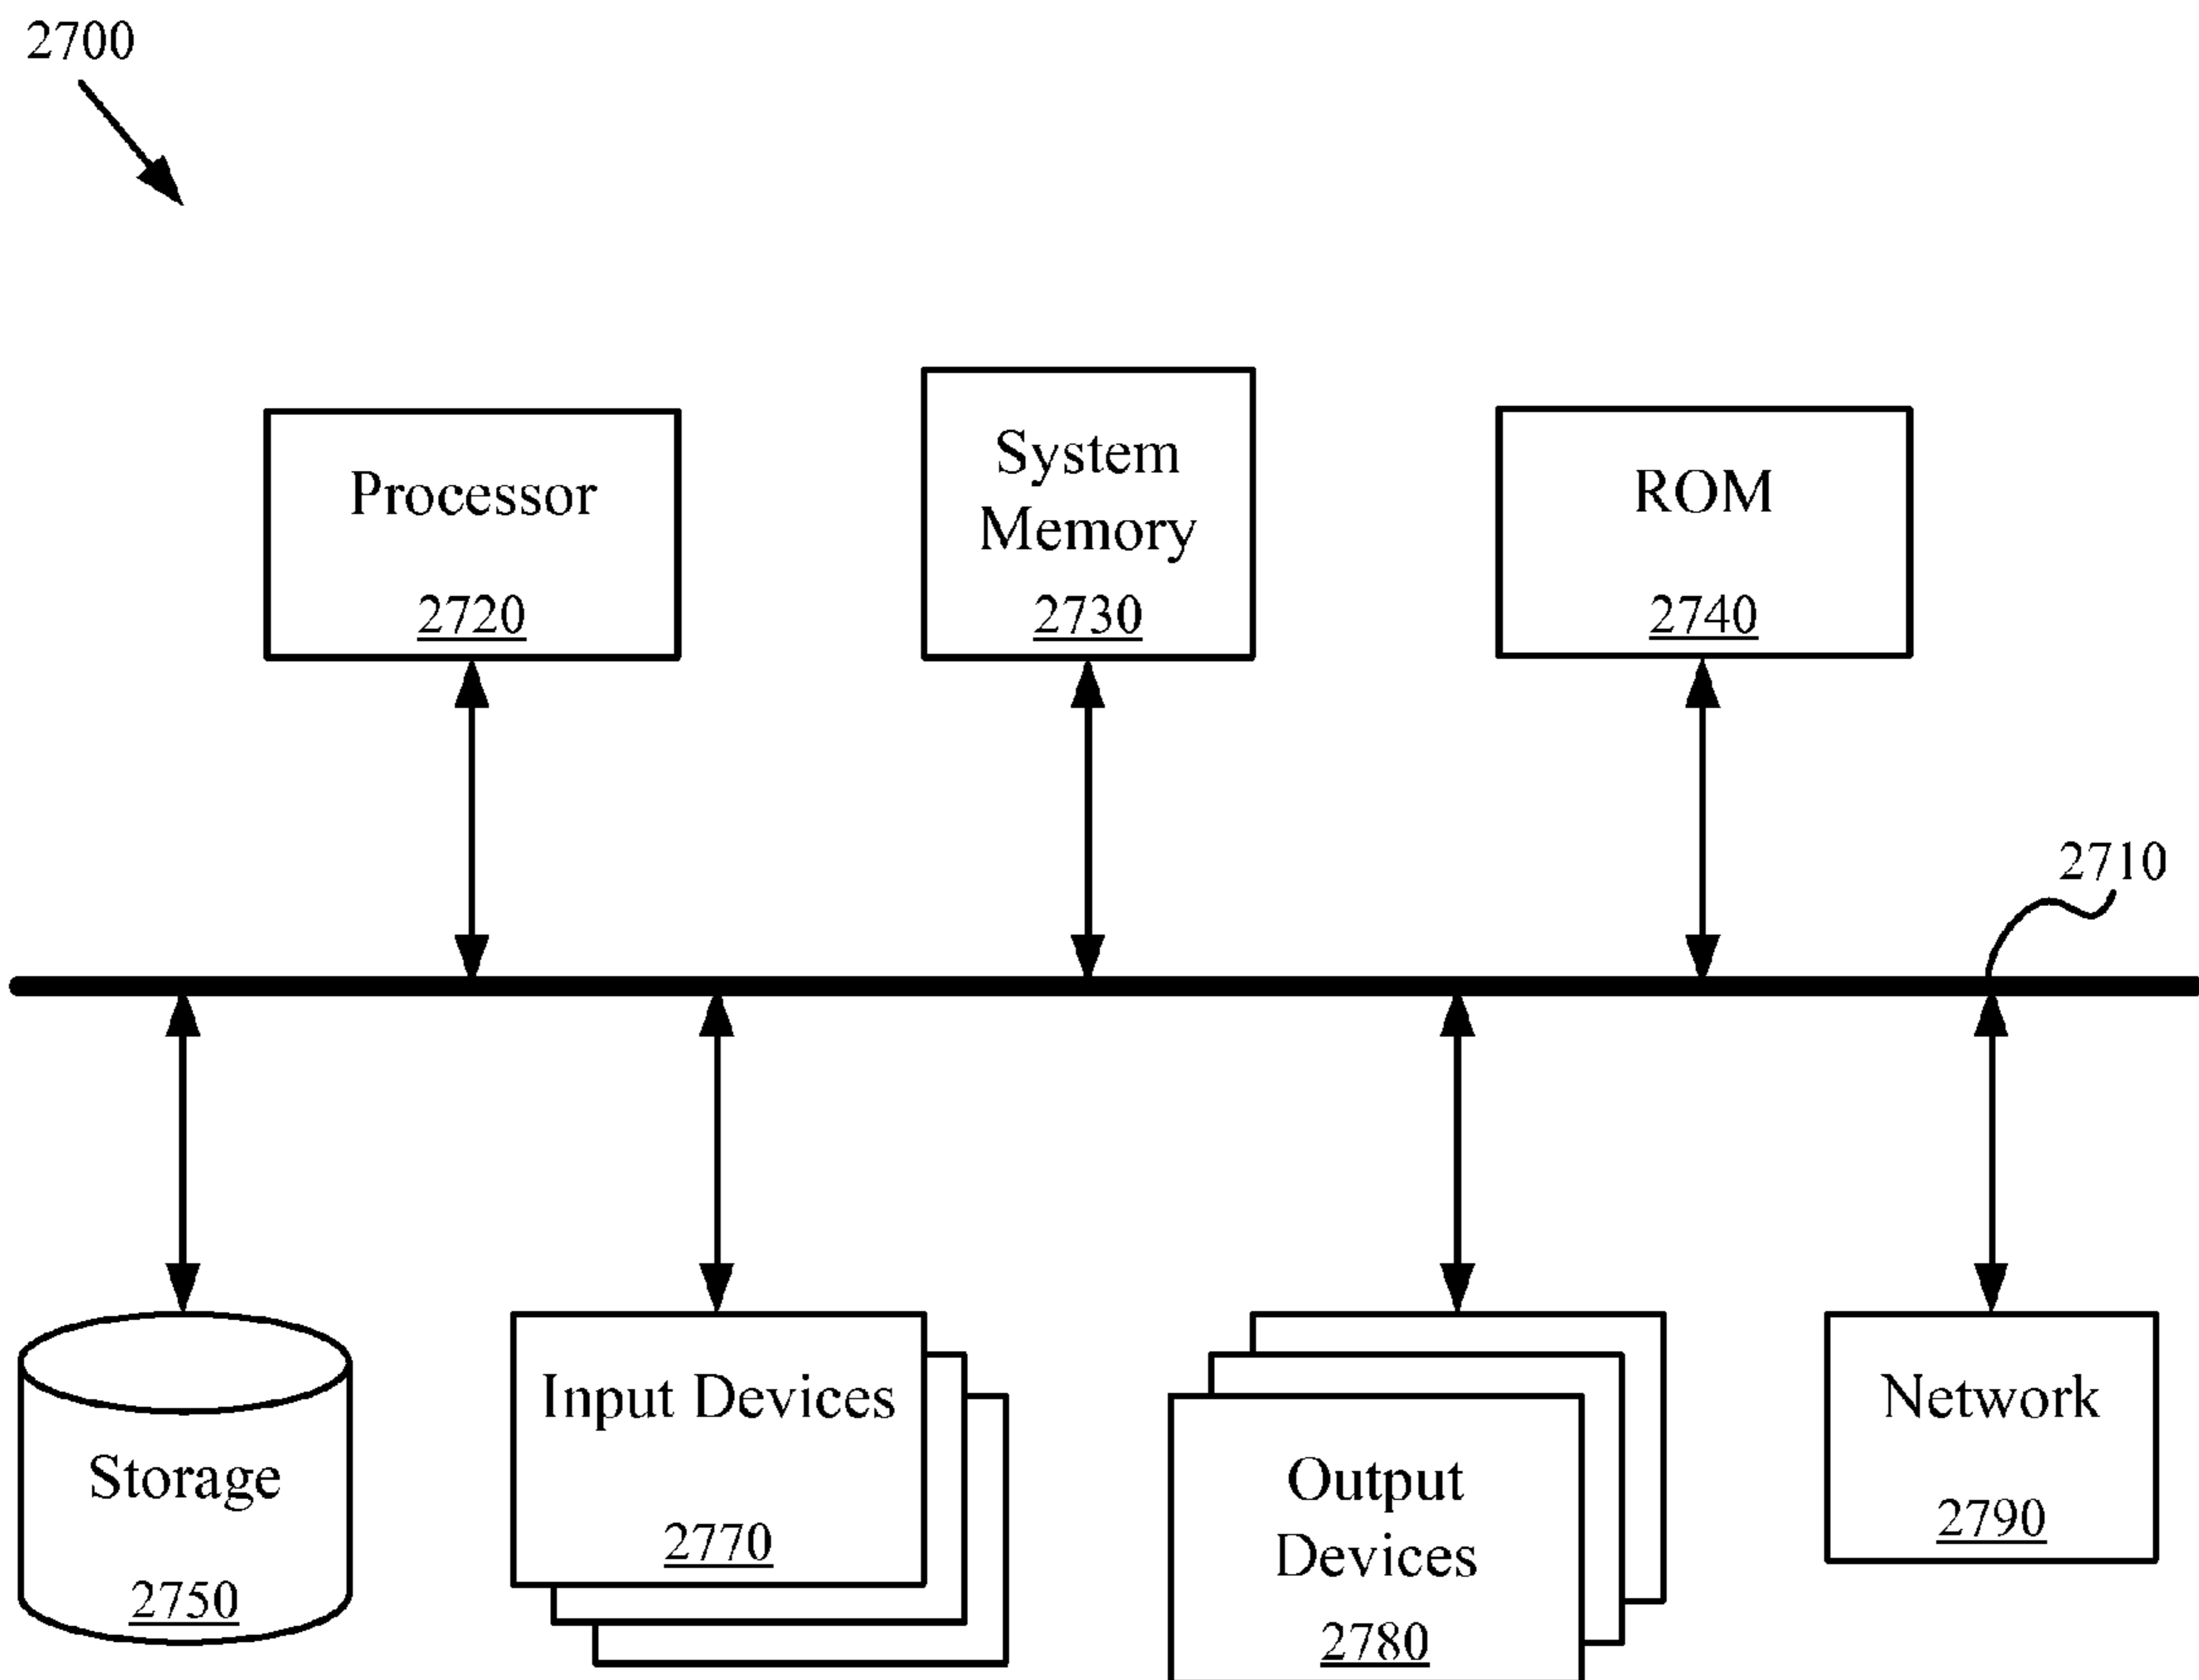 2700
Processor
2720
System
Memory
2730
ROM
2740
2710
Storage
2750
Input Devices
2770
Output
Devices
2780
Network
2790